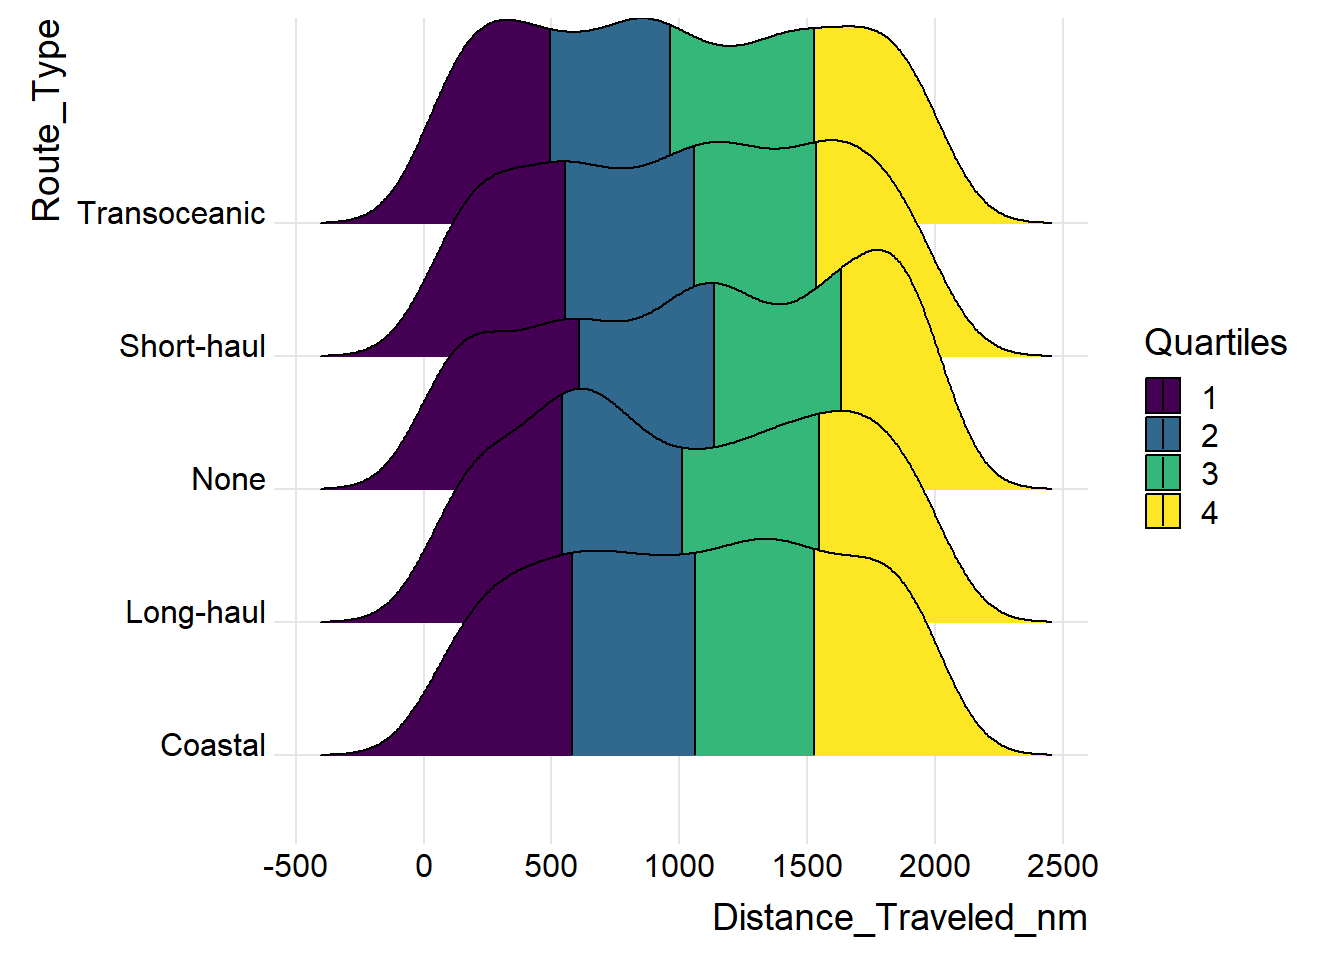 Route_Type
Transoceanic
Short-haul
None
Long-haul
Coastal
-500 0 500 1000 1500 2000 2500
Distance_Traveled_nm
Quartiles
1
2
3
4